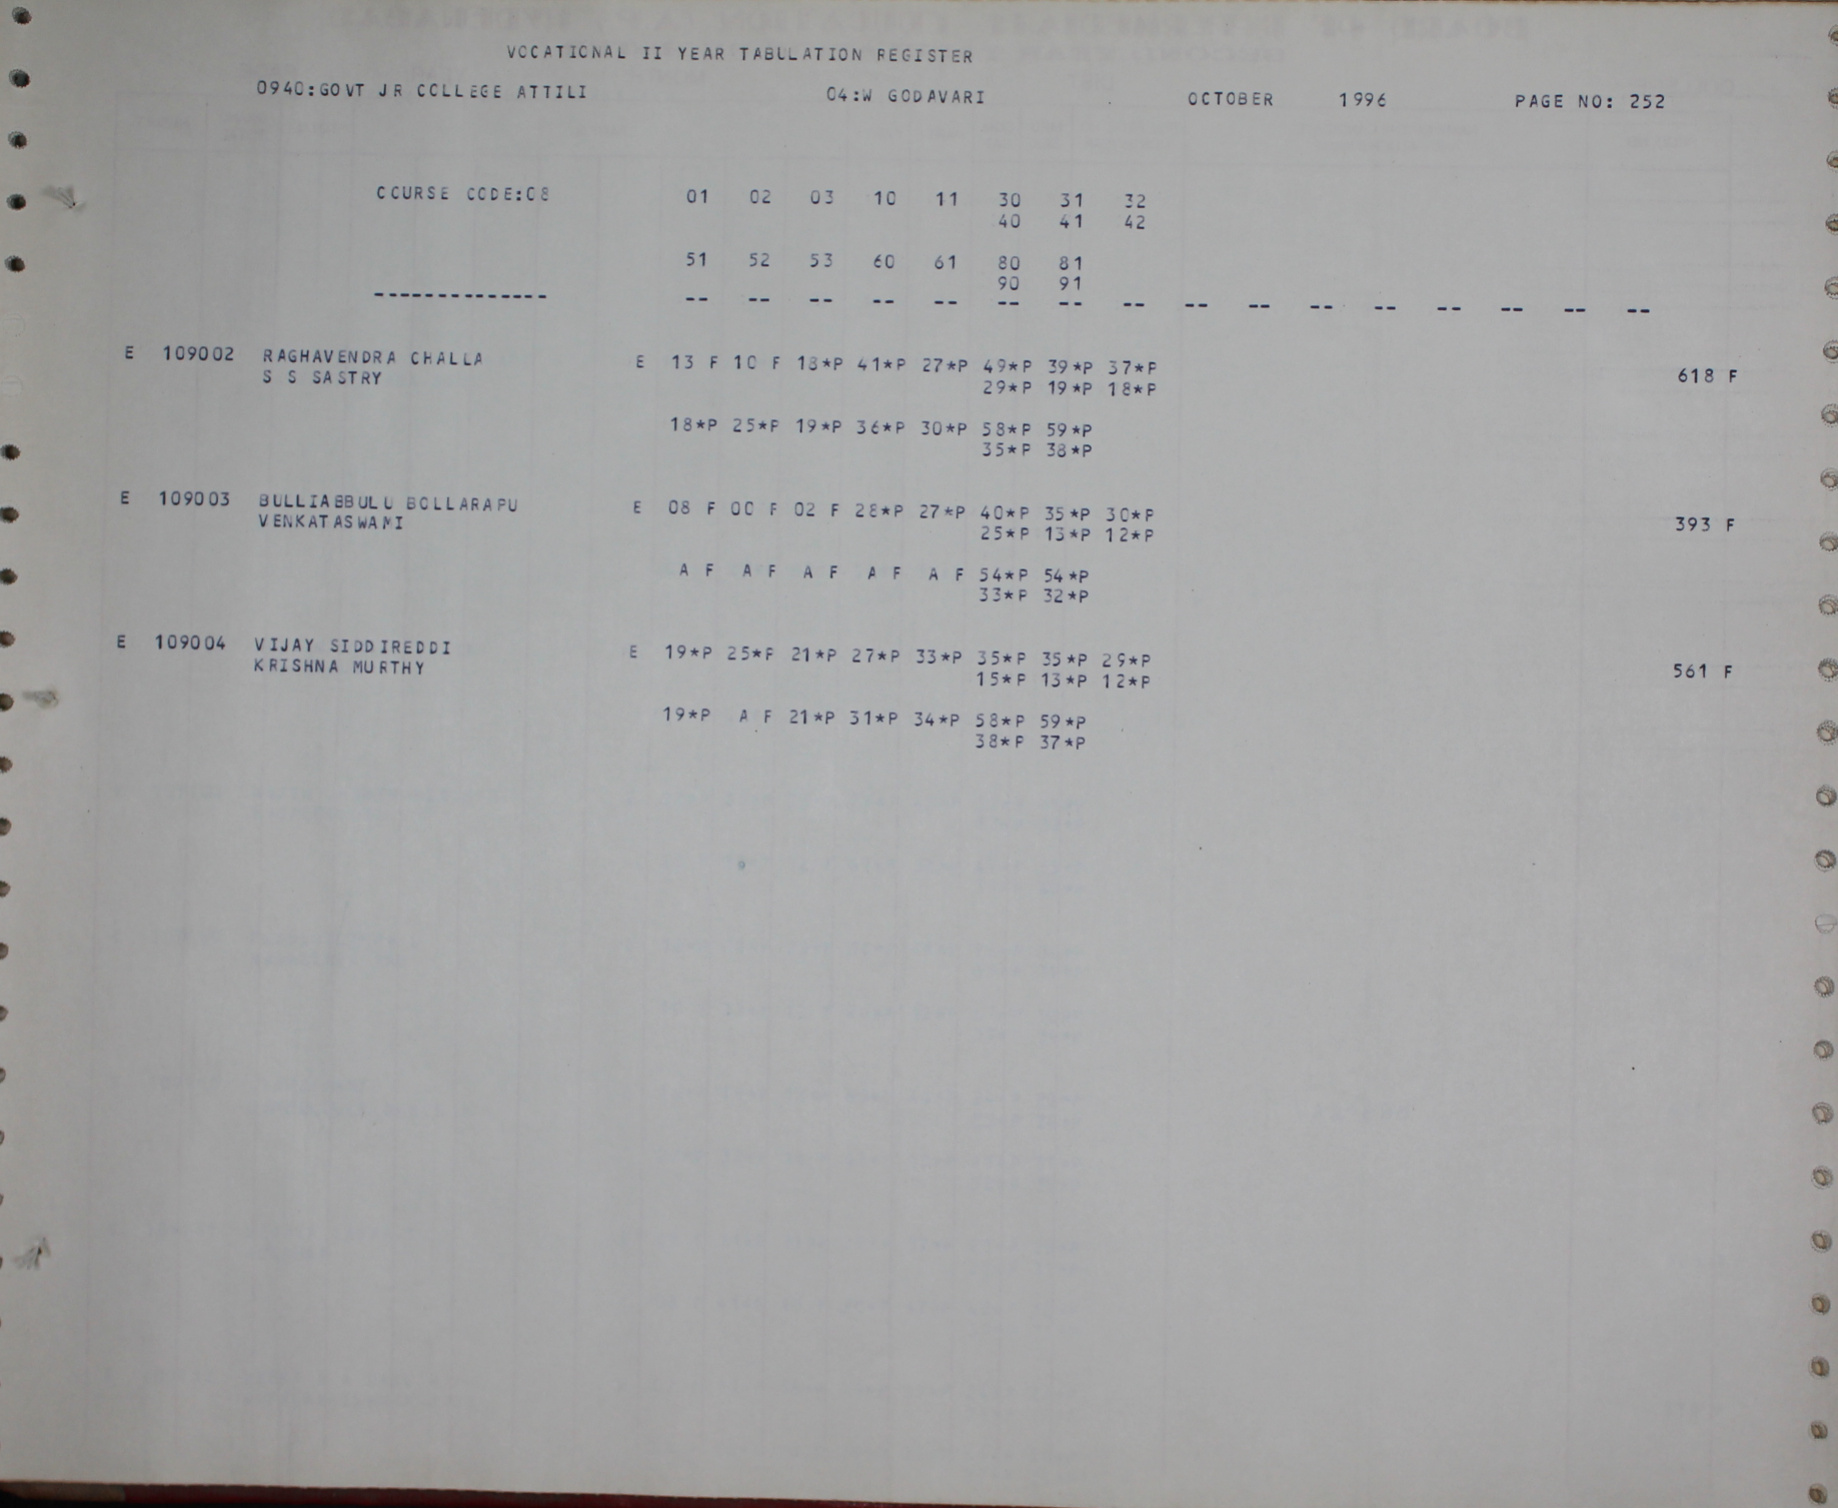 VOCATIONAL II YEAR TABULATION REGISTER
0940:GOVT JR COLLEGE ATTILI 04:W GODAVARI OCTOBER 1996 PAGE NO: 252
COURSE CODE:08 01 02 03 10 11 30 31 32
40 41 42
51 52 53 60 61 80 81
90 91
-------------- -- -- -- -- -- -- -- -- -- -- -- -- -- -- -- --
E 109002 RAGHAVENDRA CHALLA E 13 F 10 F 18*P 41*P 27*P 49*P 39*P 37*P
S S SASTRY 29*P 19*P 18*P 618 F
18*P 25*P 19*P 36*P 30*P 58*P 59*P
35*P 38*P
E 109003 BULLIABBULU BOLLARAPU E 08 F 00 F 02 F 28*P 27*P 40*P 35*P 30*P
VENKATASWAMI 25*P 13*P 12*P 393 F
A F A F A F A F A F 54*P 54*P
33*P 32*P
E 109004 VIJAY SIDDIREDDI E 19*P 25*P 21*P 27*P 33*P 35*P 35*P 29*P
KRISHNA MURTHY 15*P 13*P 12*P 561 F
19*P A F 21*P 31*P 34*P 58*P 59*P
38*P 37*P